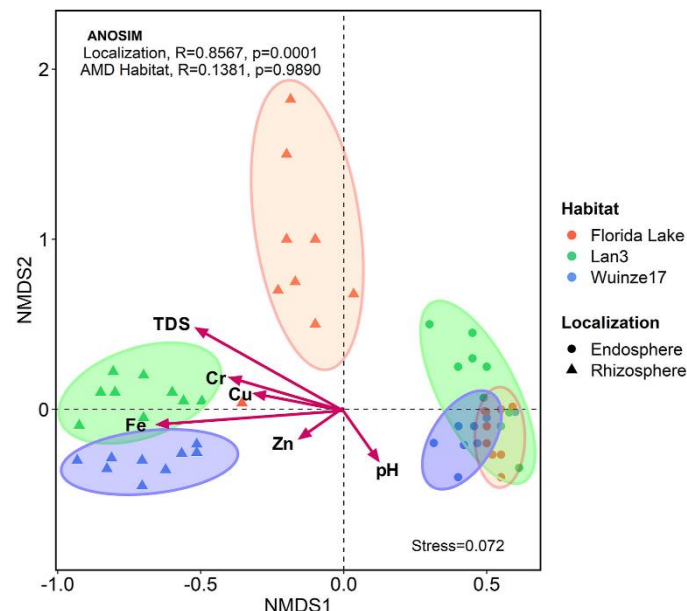 ANOSIM
Localization, R=0.8567, p=0.0001
AMD Habitat, R=0.1381, p=0.9890
2
1
0
NMDS2
TDS
Cr
Cu
Fe
Zn
pH
Stress=0.072
-1.0
-0.5
0.0
0.5
NMDS1
Habitat
Florida Lake
Lan3
Wuinze17
Localization
Endosphere
Rhizosphere